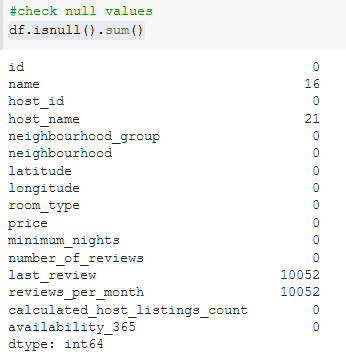 #check null values
df.isnull().sum()
id 0
name 16
host_id 0
host_name 21
neighbourhood_group 0
neighbourhood 0
latitude 0
longitude 0
room_type 0
price 0
minimum_nights 0
number_of_reviews 0
last_review 10052
reviews_per_month 10052
calculated_host_listings_count 0
availability_365 0
dtype: int64